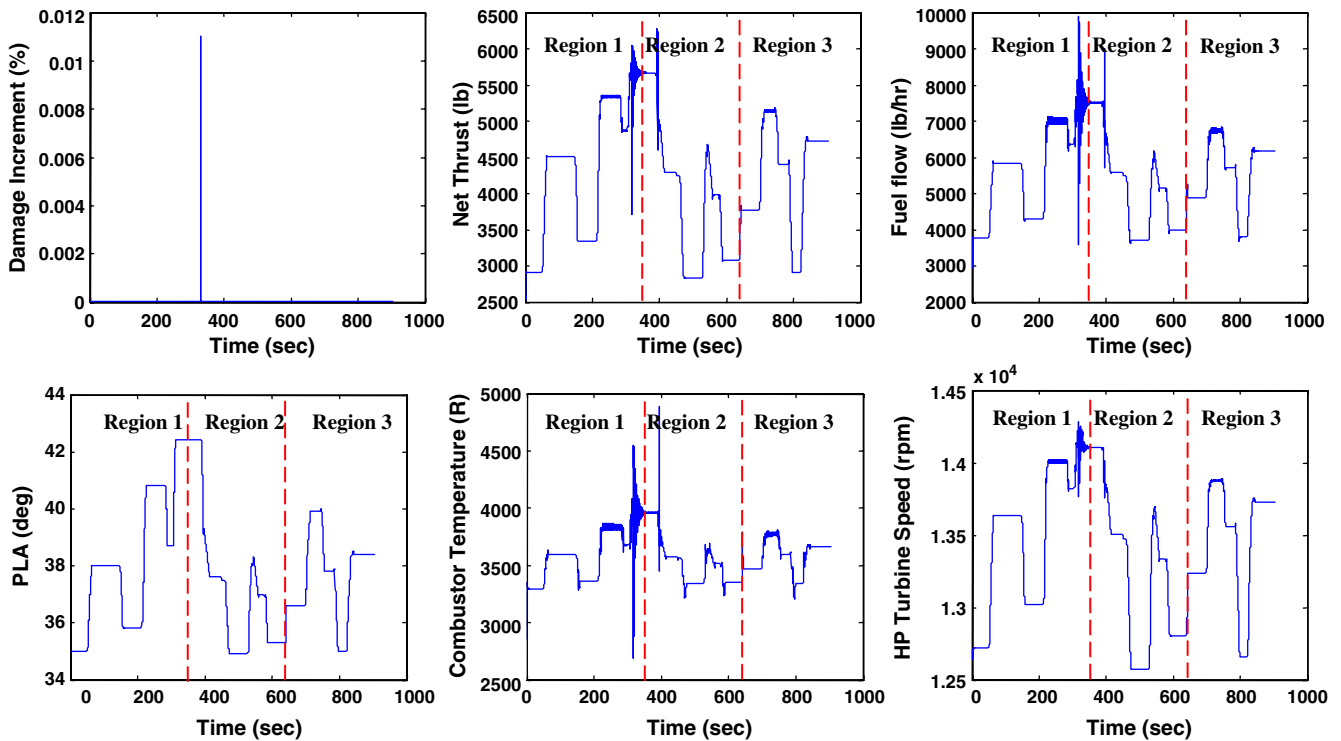 Damage Increment (%)
0.012
0.01
0.008
0.006
0.004
0.002
0
0 200 400 600 800 1000
Time (sec)
Net Thrust (lb)
6500
6000
5500
5000
4500
4000
3500
3000
2500
Region 1 Region 2 Region 3
0 200 400 600 800 1000
Time (sec)
Fuel flow (lb/hr)
10000
9000
8000
7000
6000
5000
4000
3000
2000
Region 1 Region 2 Region 3
0 200 400 600 800 1000
Time (sec)
PLA (deg)
44
42
40
38
36
34
Region 1 Region 2 Region 3
0 200 400 600 800 1000
Time (sec)
Combustor Temperature (R)
5000
4500
4000
3500
3000
2500
Region 1 Region 2 Region 3
0 200 400 600 800 1000
Time (sec)
HP Turbine Speed (rpm)
x 10⁴
1.45
1.4
1.35
1.3
1.25
Region 1 Region 2 Region 3
0 200 400 600 800 1000
Time (sec)